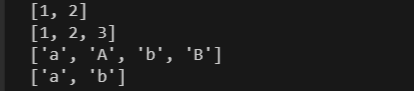 [1, 2]
[1, 2, 3]
['a', 'A', 'b', 'B']
['a', 'b']